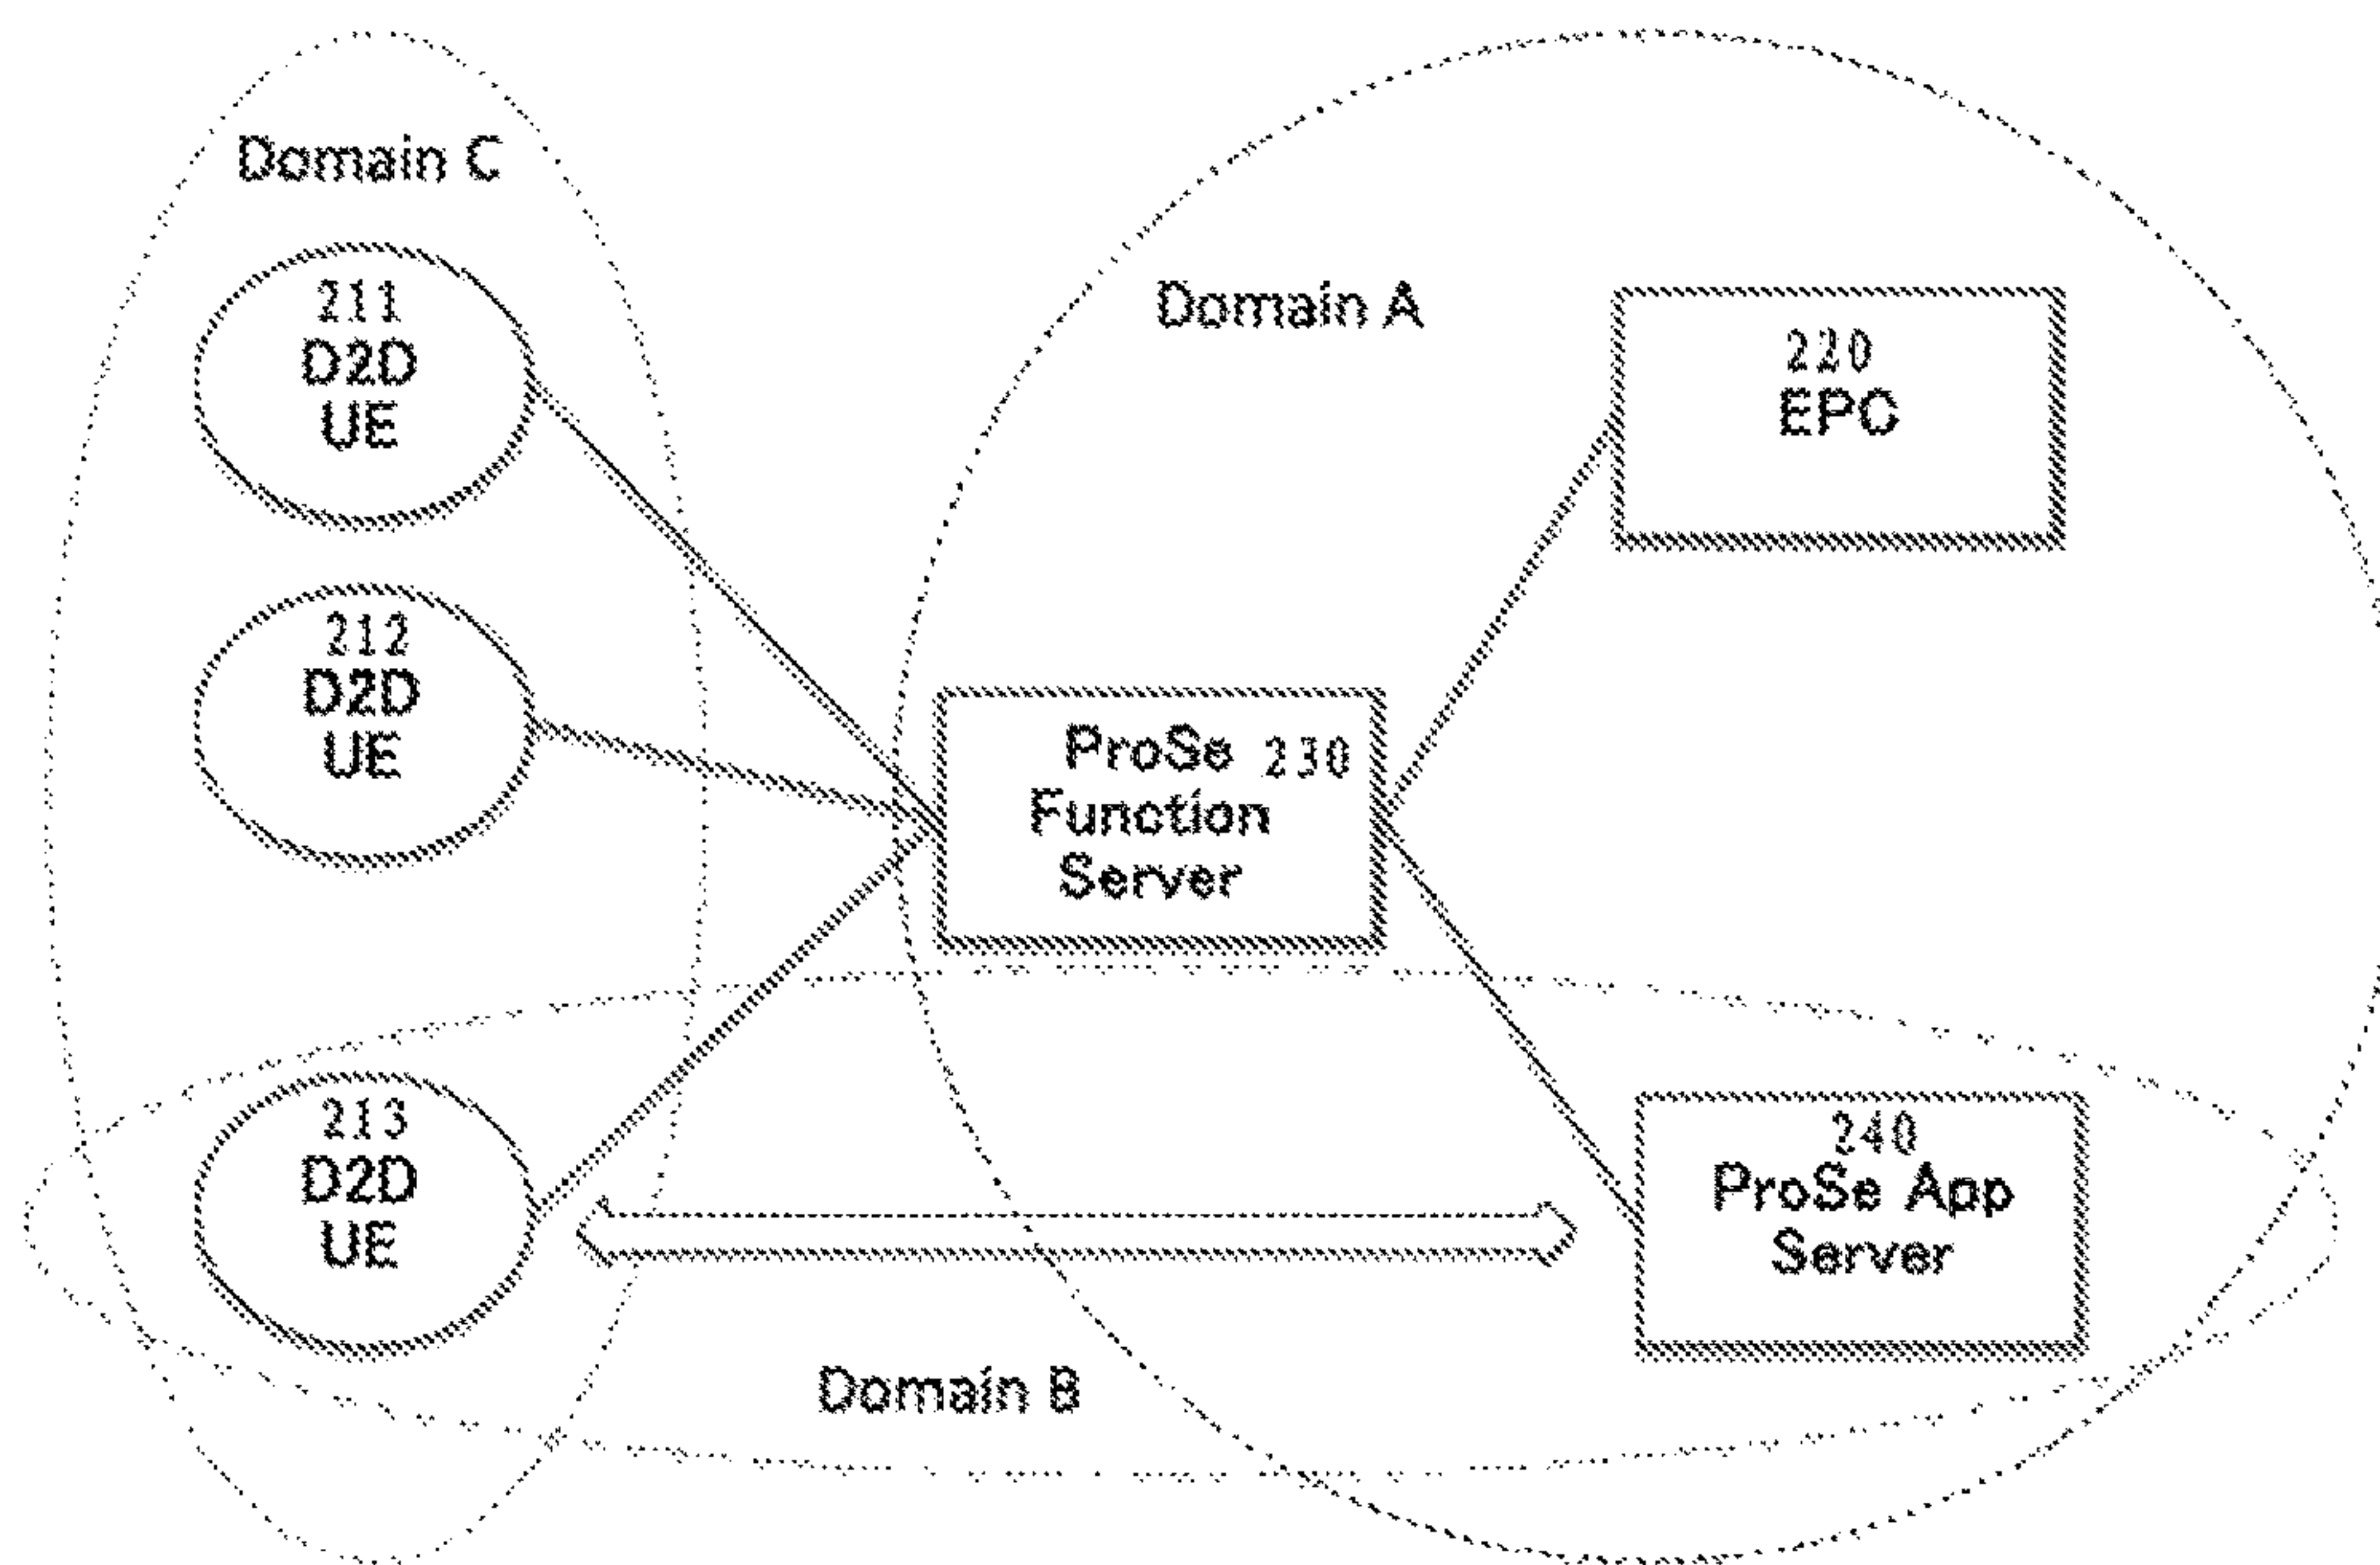 Domain C
211
D2D
UE
212
D2D
UE
213
D2D
UE
Domain A
220
EPC
ProSe 230
Function
Server
240
ProSe App
Server
Domain B